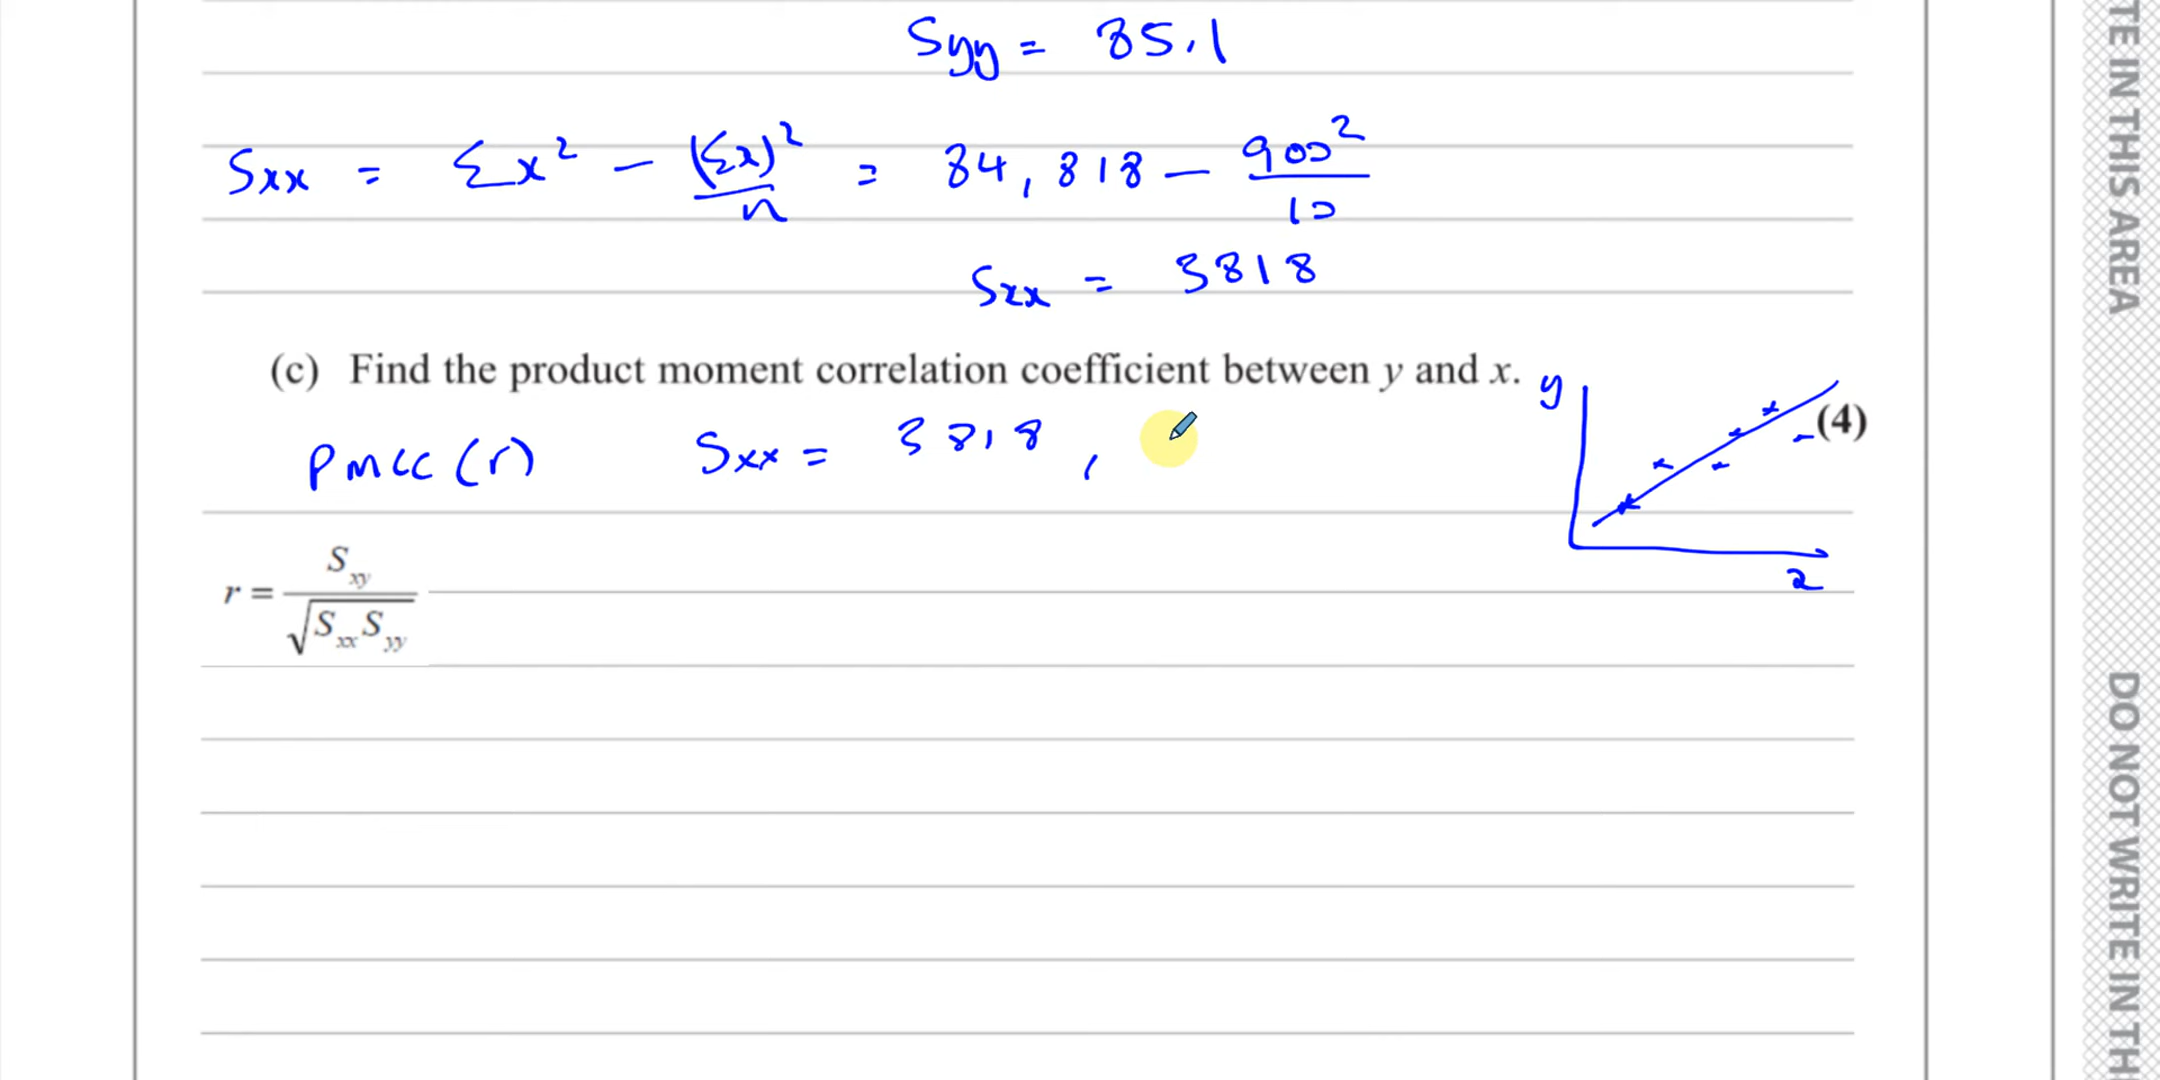 Syy = 85.1
Sxx = Σx² − (Σx)²/n = 84,818 − 900²/10
Sxx = 3818
(c) Find the product moment correlation coefficient between y and x.
(4)
y
PMCC (r) Sxx = 3818 ,
x
r = Sxy/√SxxSyy
TE IN THIS AREA
DO NOT WRITE IN TH